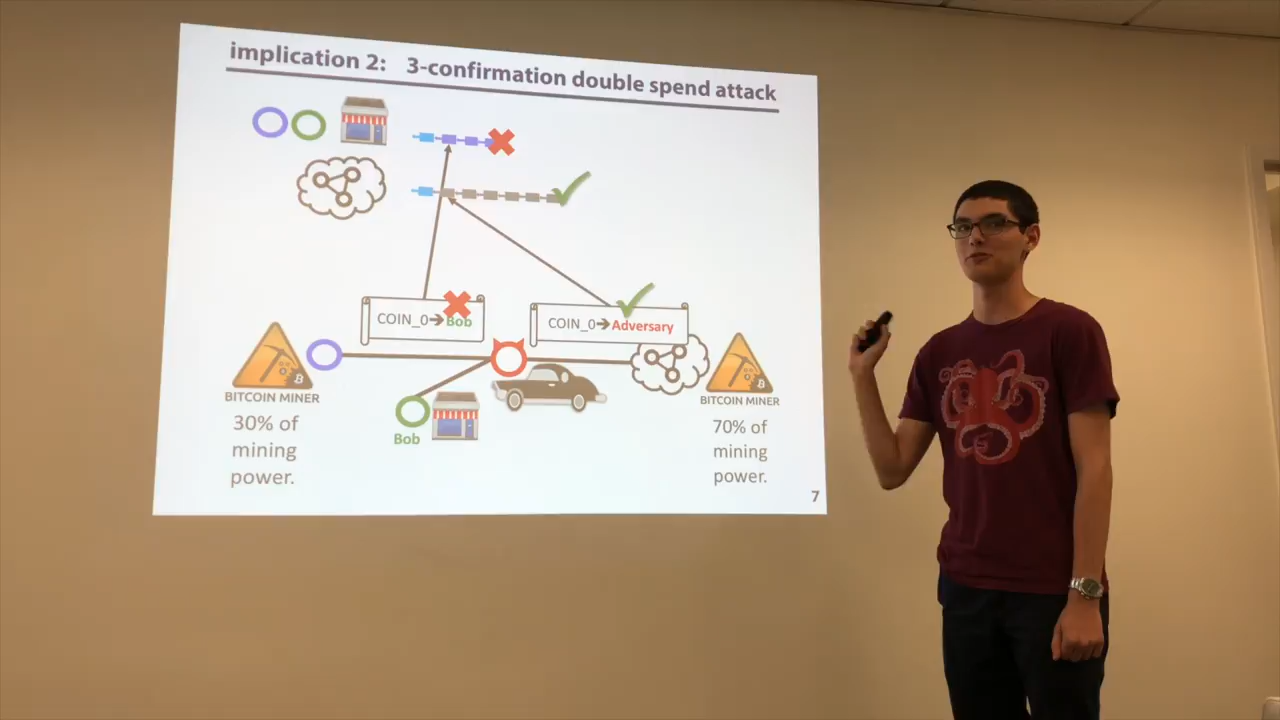 implication 2: 3-confirmation double spend attack
COIN_0➔Bob
COIN_0➔Adversary
BITCOIN MINER
30% of
mining
power.
Bob
BITCOIN MINER
70% of
mining
power.
7